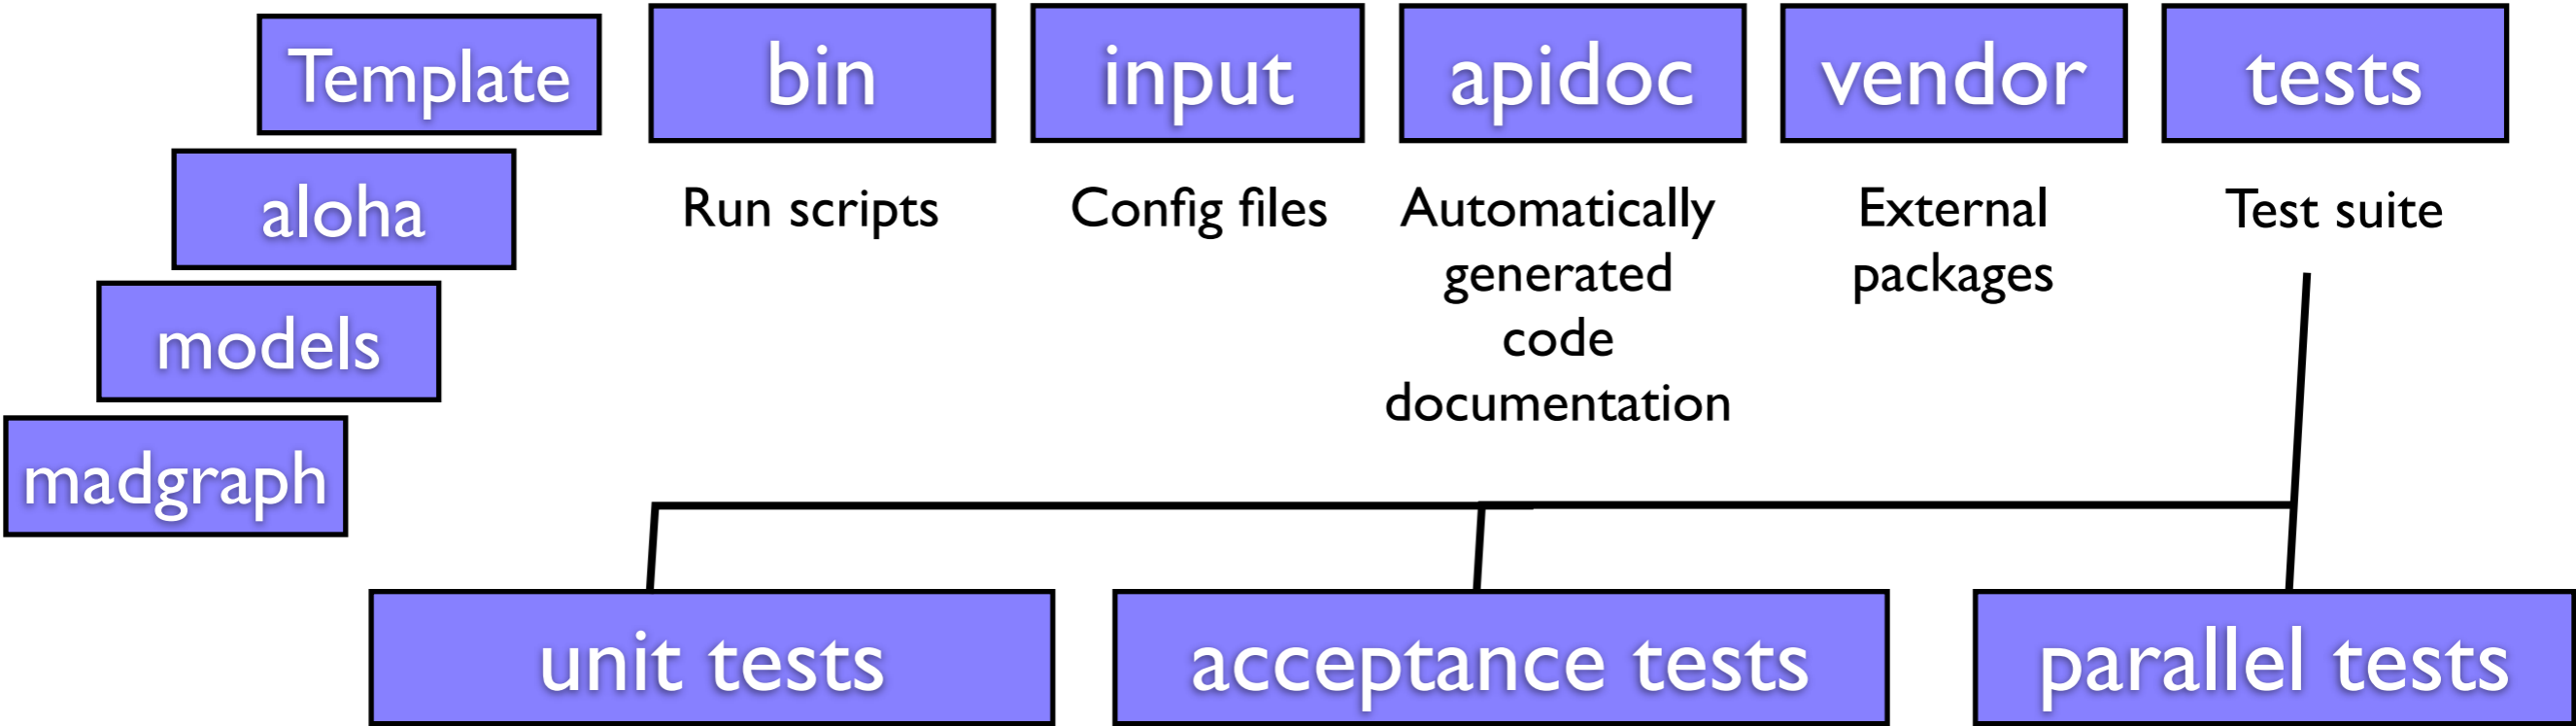 Template
bin
input
apidoc
vendor
tests
aloha
models
madgraph
Run scripts
Config files
Automatically
generated
code
documentation
External
packages
Test suite
unit tests
acceptance tests
parallel tests